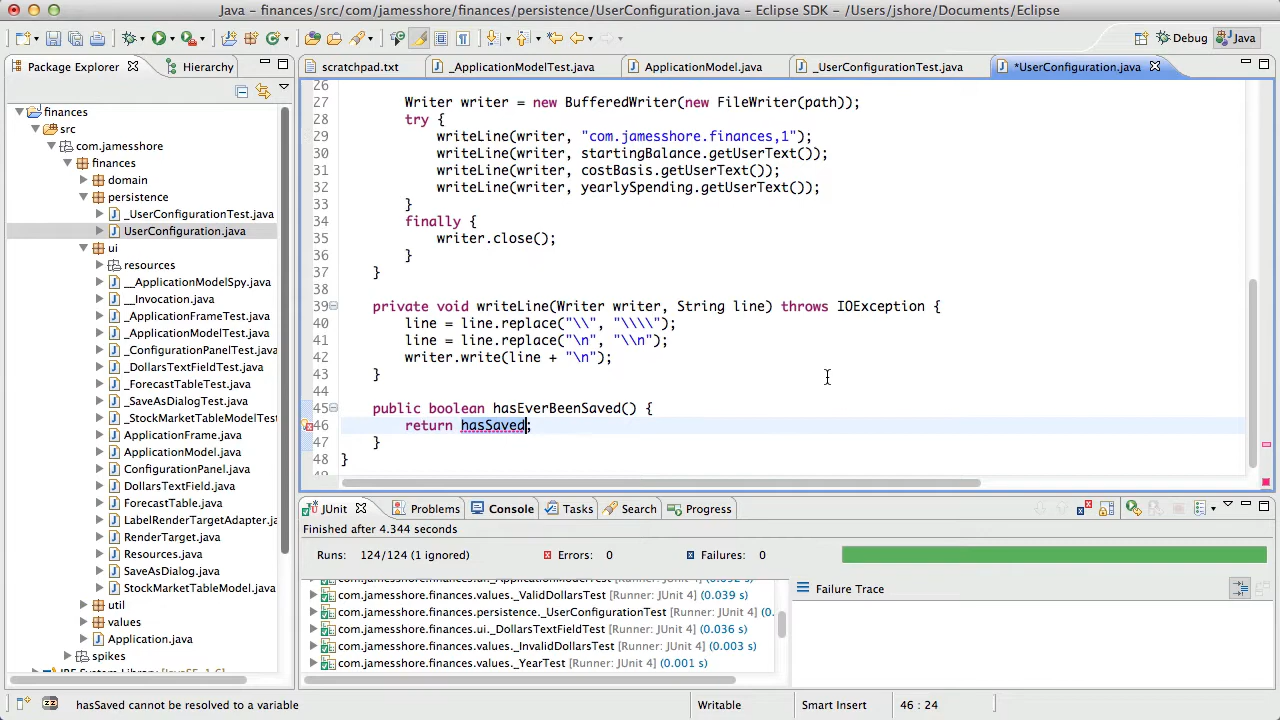 Java – finances/src/com/jamesshore/finances/persistence/UserConfiguration.java – Eclipse SDK – /Users/jshore/Documents/Eclipse
Debug
Java
Package Explorer
Hierarchy
scratchpad.txt
_ApplicationModelTest.java
ApplicationModel.java
_UserConfigurationTest.java
*UserConfiguration.java
finances
src
com.jamesshore
finances
domain
persistence
_UserConfigurationTest.java
UserConfiguration.java
ui
resources
__ApplicationModelSpy.java
__Invocation.java
_ApplicationFrameTest.java
_ApplicationModelTest.java
_ConfigurationPanelTest.java
_DollarsTextFieldTest.java
_ForecastTableTest.java
_SaveAsDialogTest.java
_StockMarketTableModelTest
ApplicationFrame.java
ApplicationModel.java
ConfigurationPanel.java
DollarsTextField.java
ForecastTable.java
LabelRenderTargetAdapter.j
RenderTarget.java
Resources.java
SaveAsDialog.java
StockMarketTableModel.java
util
values
Application.java
spikes
26
27 Writer writer = new BufferedWriter(new FileWriter(path));
28 try {
29 writeLine(writer, "com.jamesshore.finances,1");
30 writeLine(writer, startingBalance.getUserText());
31 writeLine(writer, costBasis.getUserText());
32 writeLine(writer, yearlySpending.getUserText());
33 }
34 finally {
35 writer.close();
36 }
37 }
38
39 private void writeLine(Writer writer, String line) throws IOException {
40 line = line.replace("\\", "\\\\");
41 line = line.replace("\n", "\\n");
42 writer.write(line + "\n");
43 }
44
45 public boolean hasEverBeenSaved() {
46 return hasSaved;
47 }
48 }
JUnit
Problems
Console
Tasks
Search
Progress
Finished after 4.344 seconds
Runs: 124/124 (1 ignored)
Errors: 0
Failures: 0
com.jamesshore.finances.ui._ApplicationModelTest [Runner: JUnit 4] (0.032 s)
com.jamesshore.finances.values._ValidDollarsTest [Runner: JUnit 4] (0.039 s)
com.jamesshore.finances.persistence._UserConfigurationTest [Runner: JUnit 4] (0.
com.jamesshore.finances.ui._DollarsTextFieldTest [Runner: JUnit 4] (0.036 s)
com.jamesshore.finances.values._InvalidDollarsTest [Runner: JUnit 4] (0.003 s)
com.jamesshore.finances.values._YearTest [Runner: JUnit 4] (0.001 s)
Failure Trace
hasSaved cannot be resolved to a variable
Writable
Smart Insert
46 : 24